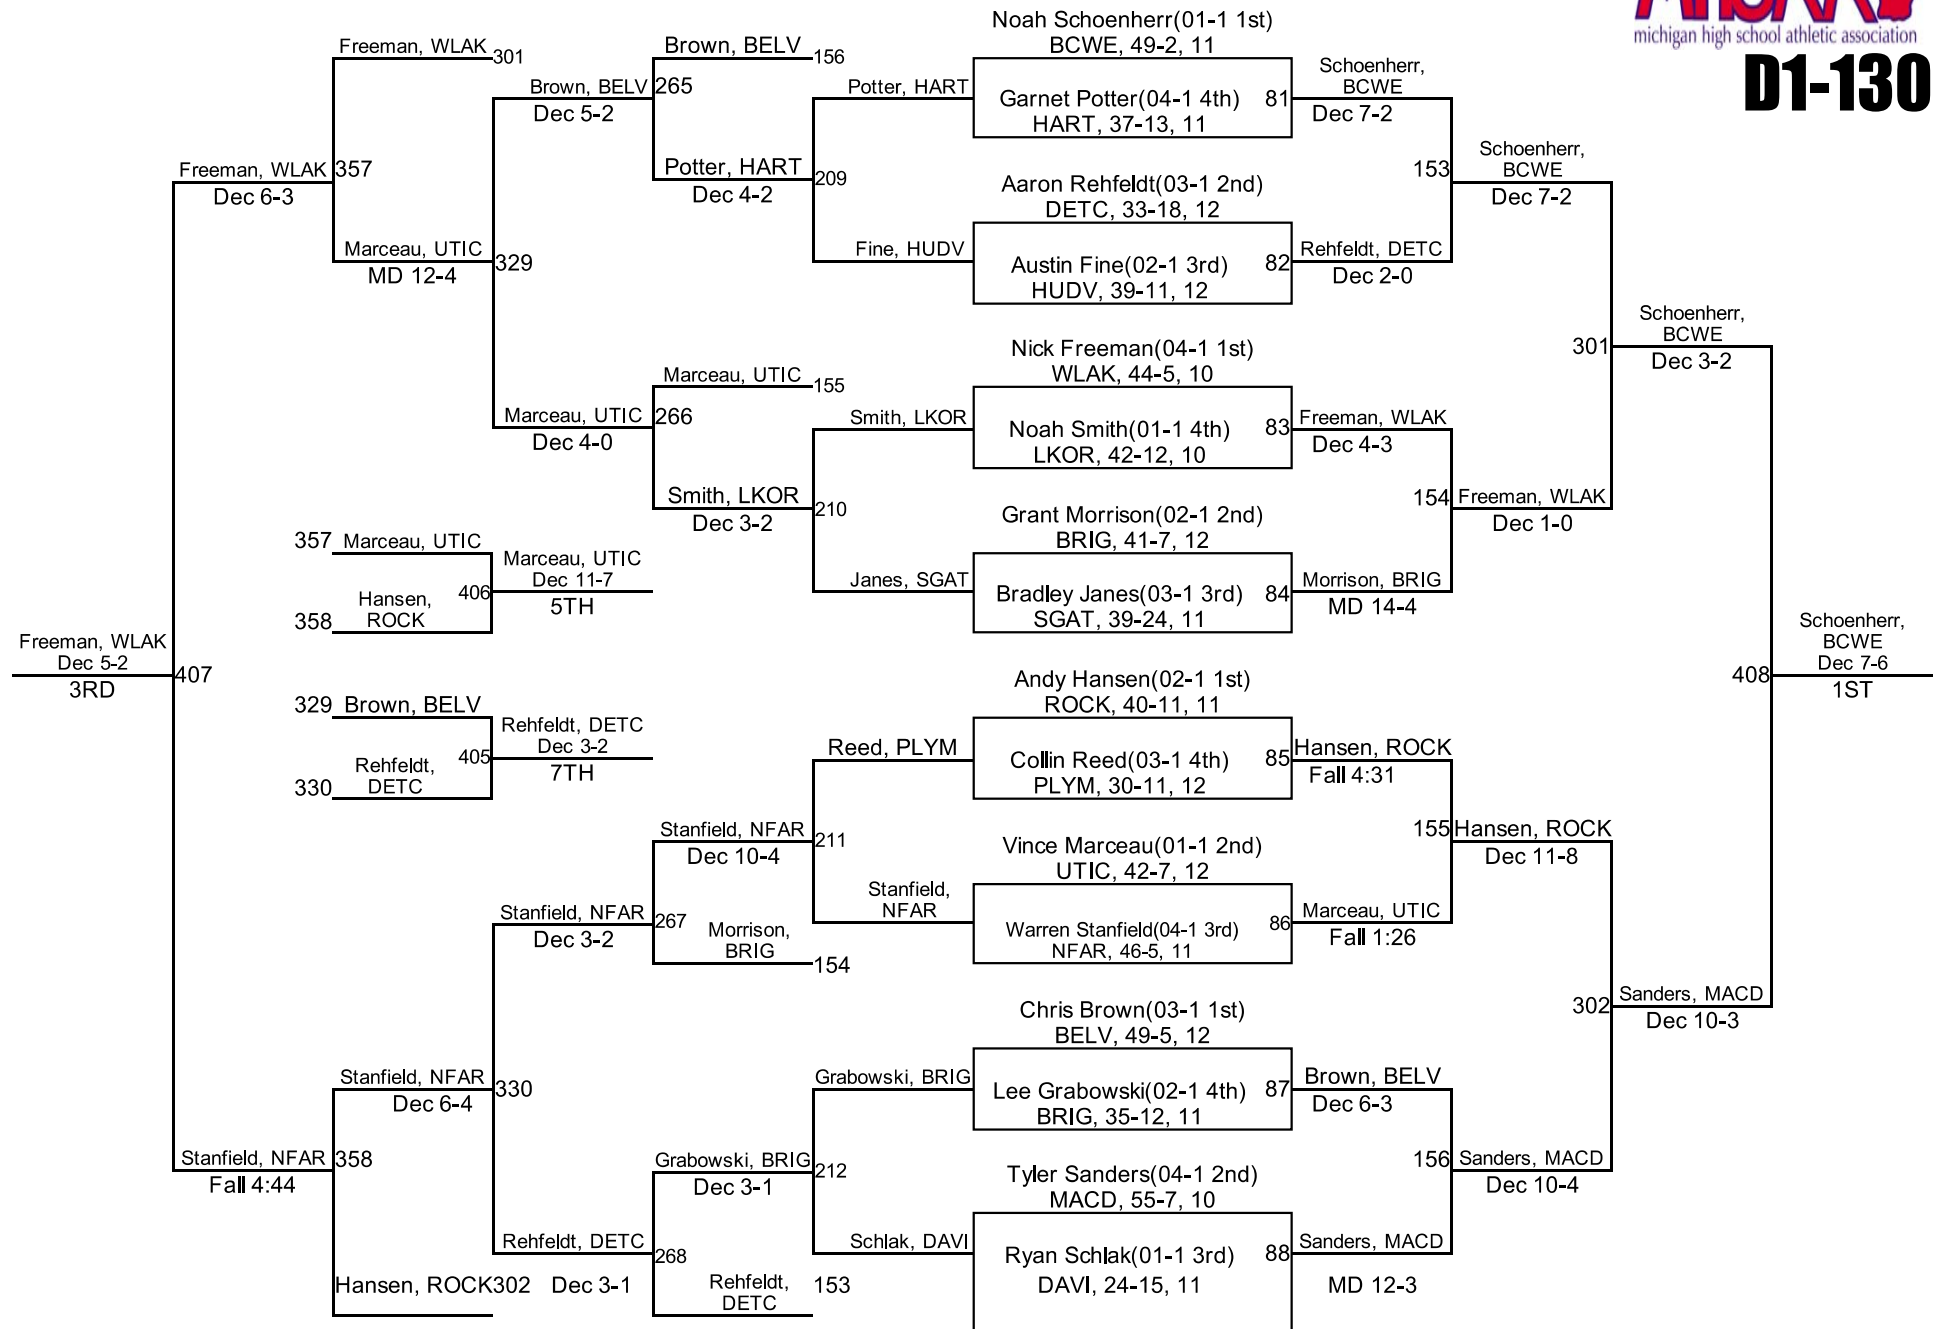 michigan high school athletic association
D1-130
Freeman, WLAK
301
Brown, BELV
156
Noah Schoenherr(01-1 1st)
BCWE, 49-2, 11
Brown, BELV
265
Dec 5-2
Potter, HART
Garnet Potter(04-1 4th)
HART, 37-13, 11
81
Schoenherr,
BCWE
Dec 7-2
Freeman, WLAK
357
Dec 6-3
Potter, HART
209
Dec 4-2
Aaron Rehfeldt(03-1 2nd)
DETC, 33-18, 12
153
Schoenherr,
BCWE
Dec 7-2
Marceau, UTIC
329
MD 12-4
Fine, HUDV
Austin Fine(02-1 3rd)
HUDV, 39-11, 12
82
Rehfeldt, DETC
Dec 2-0
Nick Freeman(04-1 1st)
WLAK, 44-5, 10
301
Schoenherr,
BCWE
Dec 3-2
Marceau, UTIC
155
Marceau, UTIC
266
Dec 4-0
Smith, LKOR
Noah Smith(01-1 4th)
LKOR, 42-12, 10
83
Freeman, WLAK
Dec 4-3
Smith, LKOR
210
Dec 3-2
Grant Morrison(02-1 2nd)
BRIG, 41-7, 12
154
Freeman, WLAK
Dec 1-0
357
Marceau, UTIC
Marceau, UTIC
Dec 11-7
5TH
406
Hansen,
ROCK
358
Janes, SGAT
Bradley Janes(03-1 3rd)
SGAT, 39-24, 11
84
Morrison, BRIG
MD 14-4
Freeman, WLAK
Dec 5-2
3RD
407
Andy Hansen(02-1 1st)
ROCK, 40-11, 11
408
Schoenherr,
BCWE
Dec 7-6
1ST
329
Brown, BELV
Rehfeldt, DETC
Dec 3-2
7TH
405
Rehfeldt,
DETC
330
Reed, PLYM
Collin Reed(03-1 4th)
PLYM, 30-11, 12
85
Hansen, ROCK
Fall 4:31
Stanfield, NFAR
211
Dec 10-4
Vince Marceau(01-1 2nd)
UTIC, 42-7, 12
155
Hansen, ROCK
Dec 11-8
Stanfield, NFAR
267
Dec 3-2
Morrison,
BRIG
154
Stanfield,
NFAR
Warren Stanfield(04-1 3rd)
NFAR, 46-5, 11
86
Marceau, UTIC
Fall 1:26
Chris Brown(03-1 1st)
BELV, 49-5, 12
302
Sanders, MACD
Dec 10-3
Stanfield, NFAR
330
Dec 6-4
Grabowski, BRIG
Lee Grabowski(02-1 4th)
BRIG, 35-12, 11
87
Brown, BELV
Dec 6-3
Stanfield, NFAR
358
Fall 4:44
Grabowski, BRIG
212
Dec 3-1
Tyler Sanders(04-1 2nd)
MACD, 55-7, 10
156
Sanders, MACD
Dec 10-4
Rehfeldt, DETC
268
Dec 3-1
Schlak, DAVI
Ryan Schlak(01-1 3rd)
DAVI, 24-15, 11
88
Sanders, MACD
MD 12-3
Hansen, ROCK
302
Rehfeldt,
DETC
153